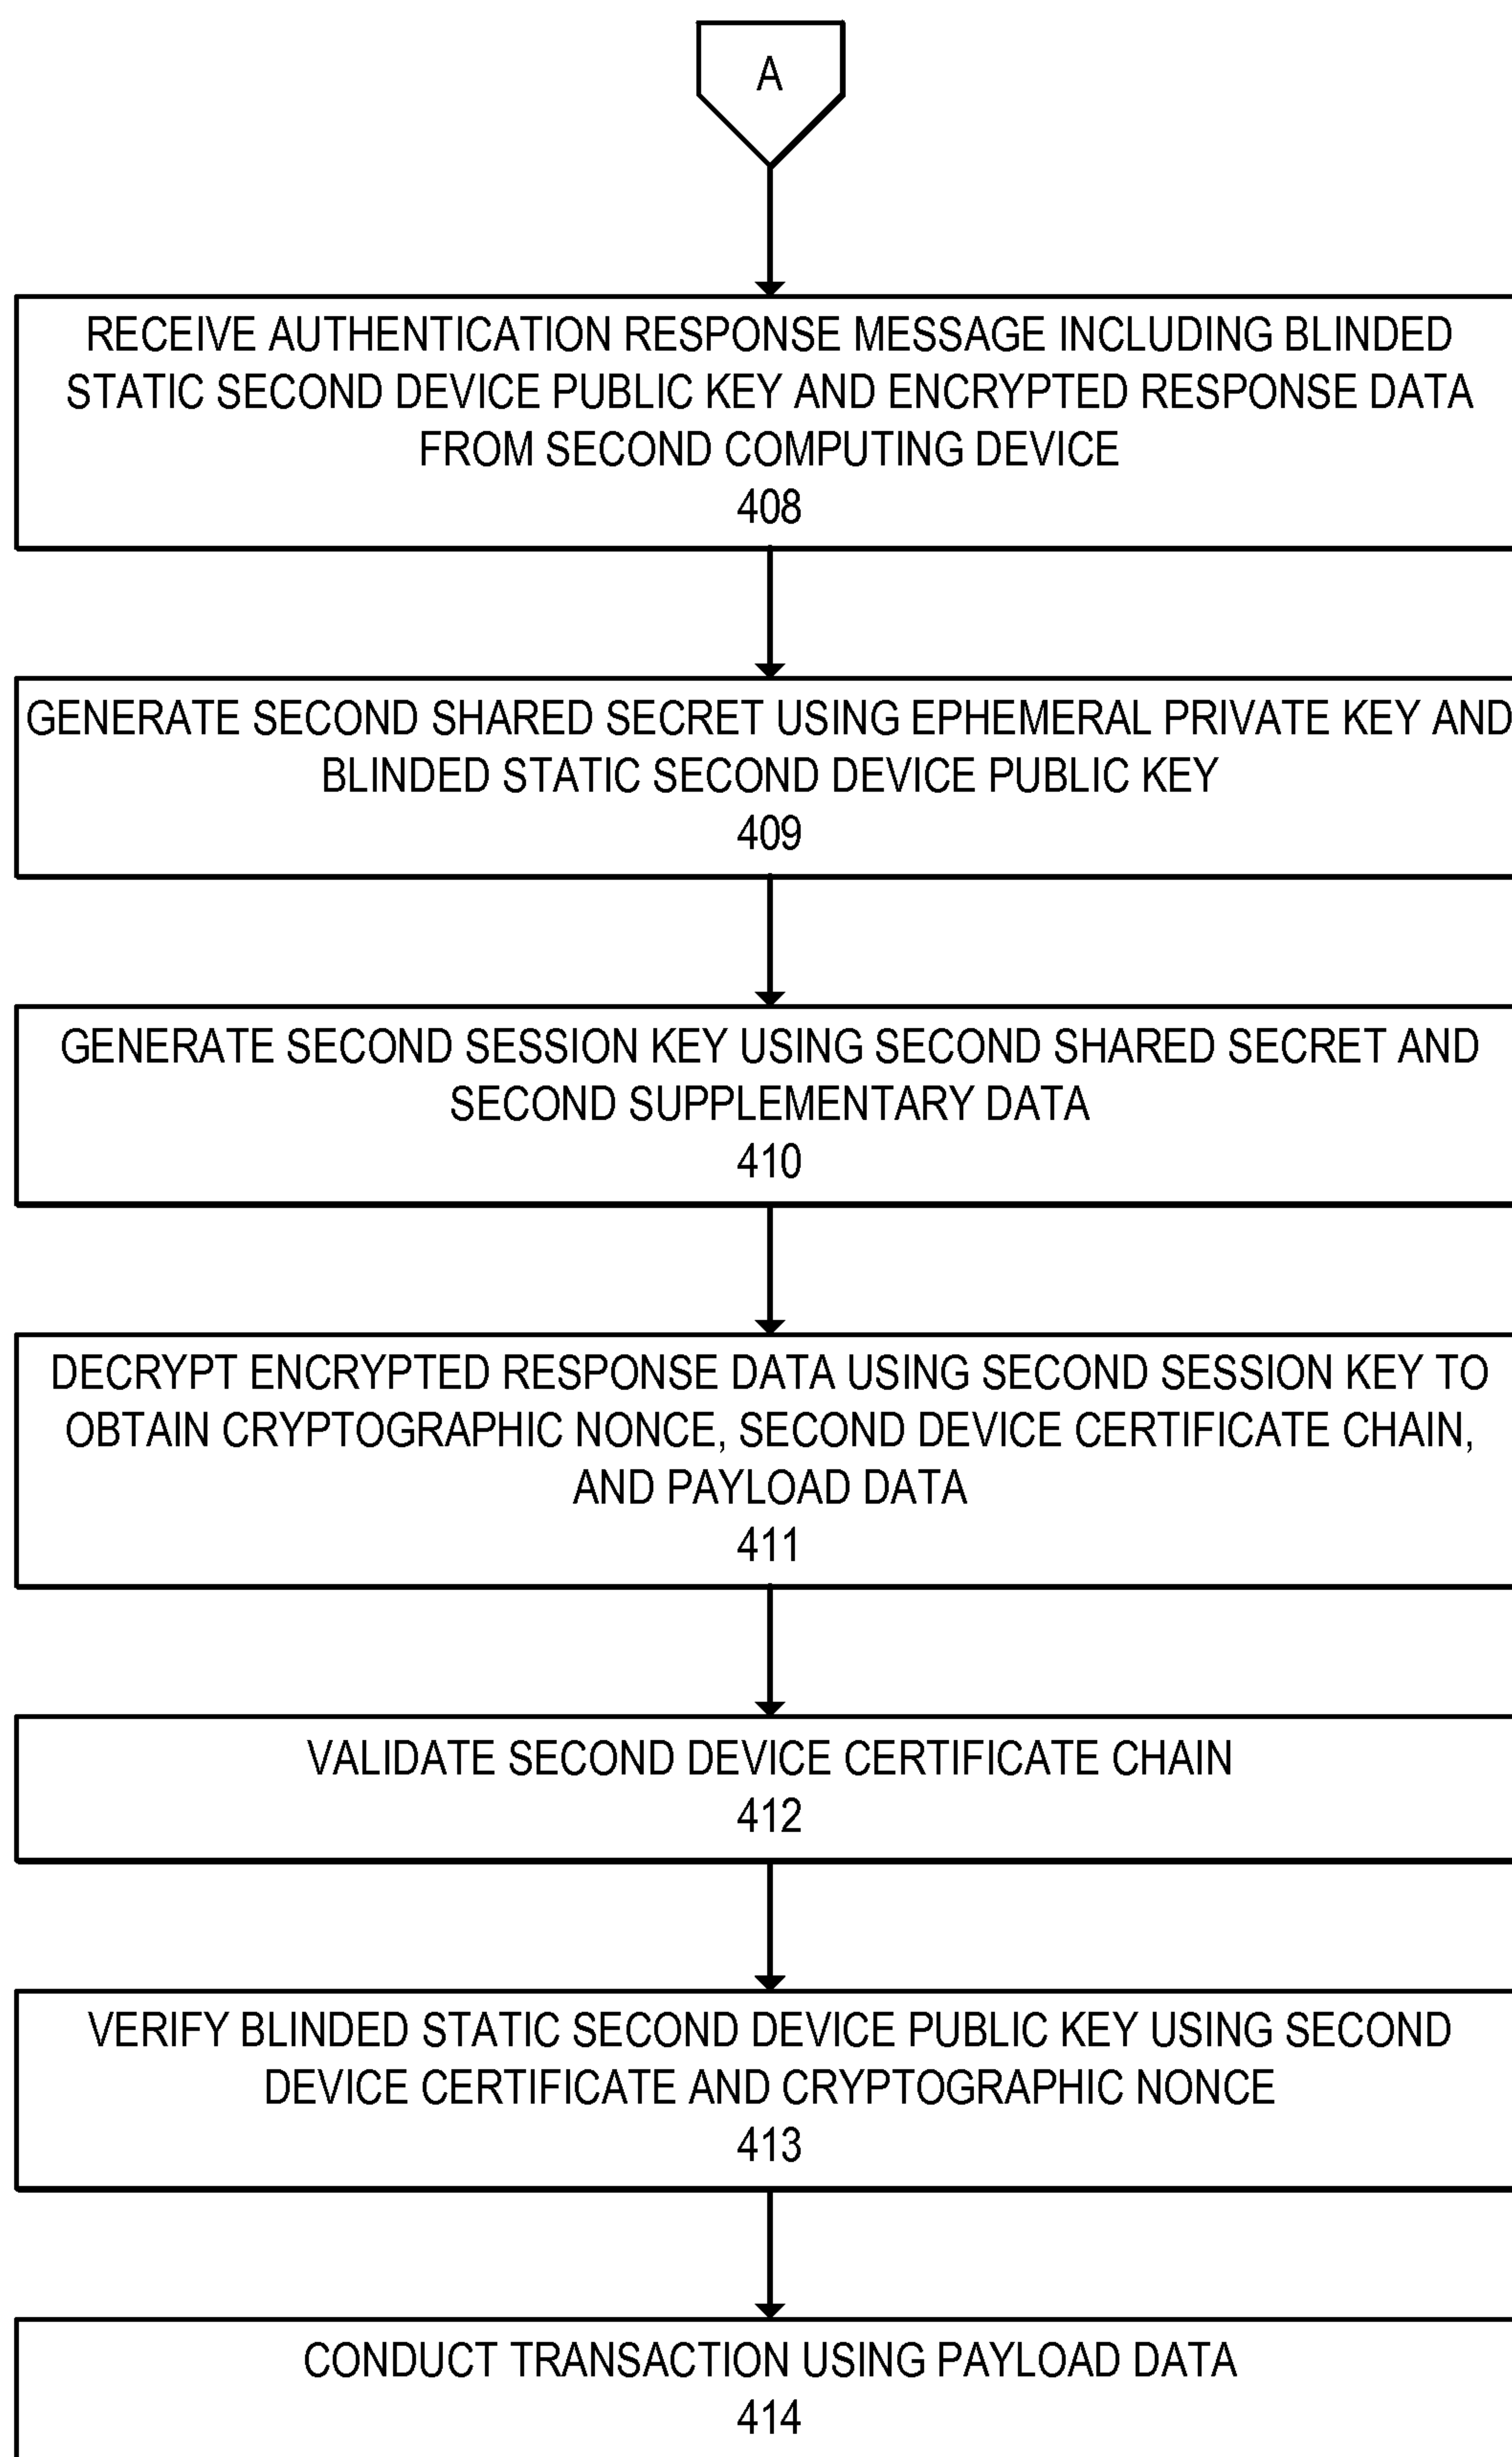 A
RECEIVE AUTHENTICATION RESPONSE MESSAGE INCLUDING BLINDED
STATIC SECOND DEVICE PUBLIC KEY AND ENCRYPTED RESPONSE DATA
FROM SECOND COMPUTING DEVICE
408
GENERATE SECOND SHARED SECRET USING EPHEMERAL PRIVATE KEY AND
BLINDED STATIC SECOND DEVICE PUBLIC KEY
409
GENERATE SECOND SESSION KEY USING SECOND SHARED SECRET AND
SECOND SUPPLEMENTARY DATA
410
DECRYPT ENCRYPTED RESPONSE DATA USING SECOND SESSION KEY TO
OBTAIN CRYPTOGRAPHIC NONCE, SECOND DEVICE CERTIFICATE CHAIN,
AND PAYLOAD DATA
411
VALIDATE SECOND DEVICE CERTIFICATE CHAIN
412
VERIFY BLINDED STATIC SECOND DEVICE PUBLIC KEY USING SECOND
DEVICE CERTIFICATE AND CRYPTOGRAPHIC NONCE
413
CONDUCT TRANSACTION USING PAYLOAD DATA
414